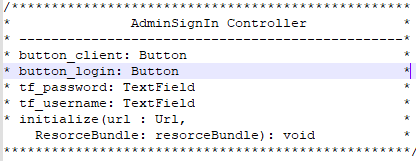 /**************************************************
*               AdminSignIn Controller            *
* ------------------------------------------------*
* button_client: Button                           *
* button_login: Button                            *
* tf_password: TextField                          *
* tf_username: TextField                          *
* initialize(url : Url,                           *
    ResorceBundle: resorceBundle): void           *
**************************************************/